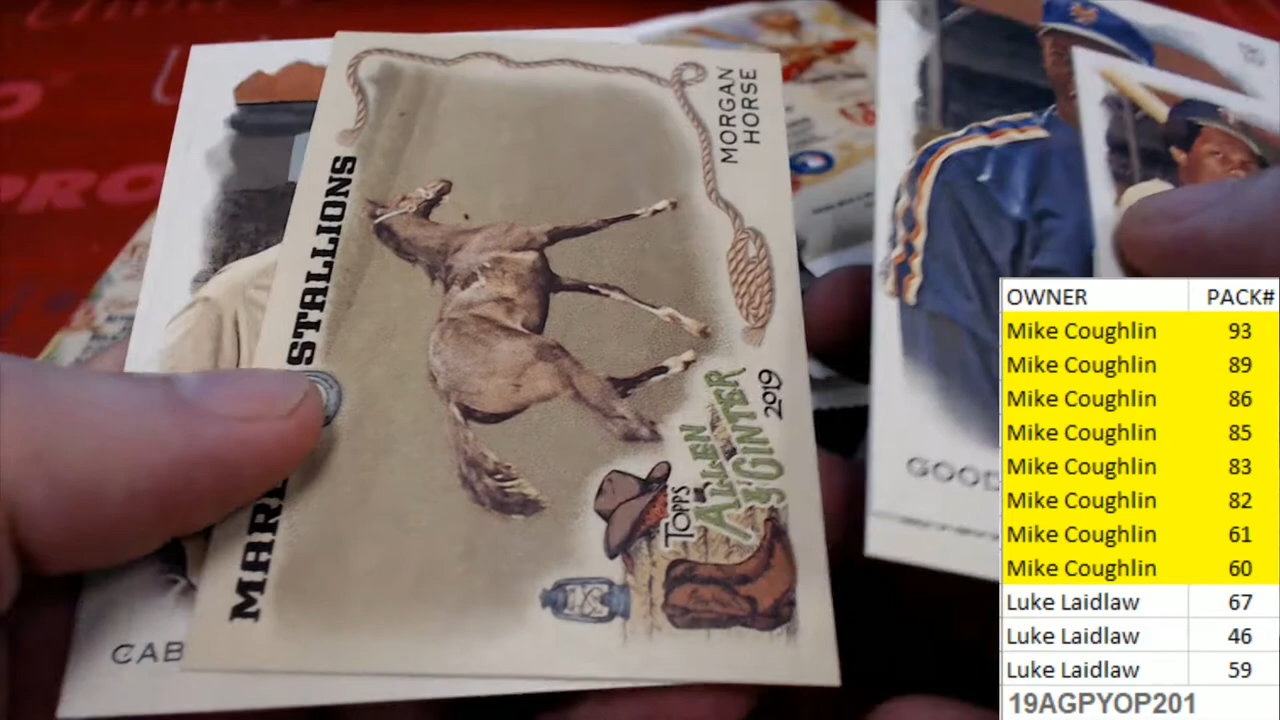 PRO
MORGAN
HORSE
STALLIONS
TOPPS
ALLEN
& GINTER
2019
CAB
GOOD
OWNER PACK#
Mike Coughlin 93
Mike Coughlin 89
Mike Coughlin 86
Mike Coughlin 85
Mike Coughlin 83
Mike Coughlin 82
Mike Coughlin 61
Mike Coughlin 60
Luke Laidlaw 67
Luke Laidlaw 46
Luke Laidlaw 59
19AGPYOP201